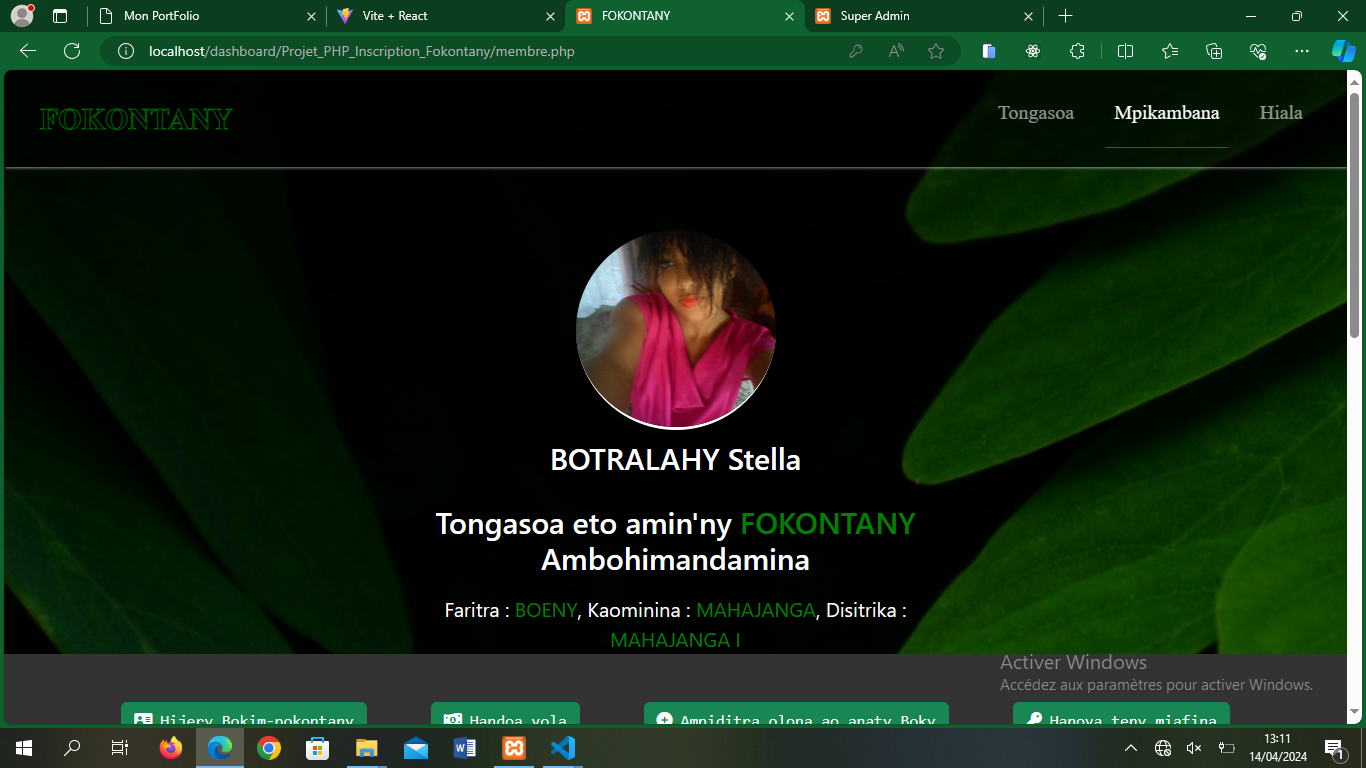 Mon PortFolio
Vite + React
FOKONTANY
Super Admin
localhost/dashboard/Projet_PHP_Inscription_Fokontany/membre.php
FOKONTANY
Tongasoa
Mpikambana
Hiala
BOTRALAHY Stella
Tongasoa eto amin'ny FOKONTANY
Ambohimandamina
Faritra : BOENY, Kaominina : MAHAJANGA, Disitrika :
MAHAJANGA I
Activer Windows
Accédez aux paramètres pour activer Windows.
Hijery Bokim-pokontany
Handoa vola
Ampiditra olona ao anaty Boky
Hanova teny miafina
13:11
14/04/2024
1